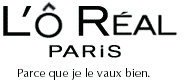 L'Ô RÉAL
PARiS
Parce que je le vaux bien.